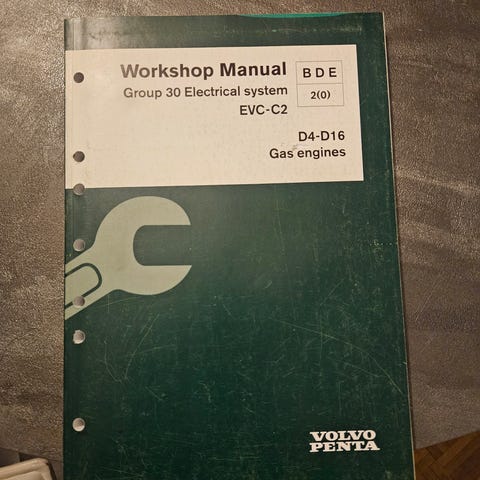 Workshop Manual
Group 30 Electrical system
EVC-C2
B D E
2(0)
D4-D16
Gas engines
VOLVO
PENTA